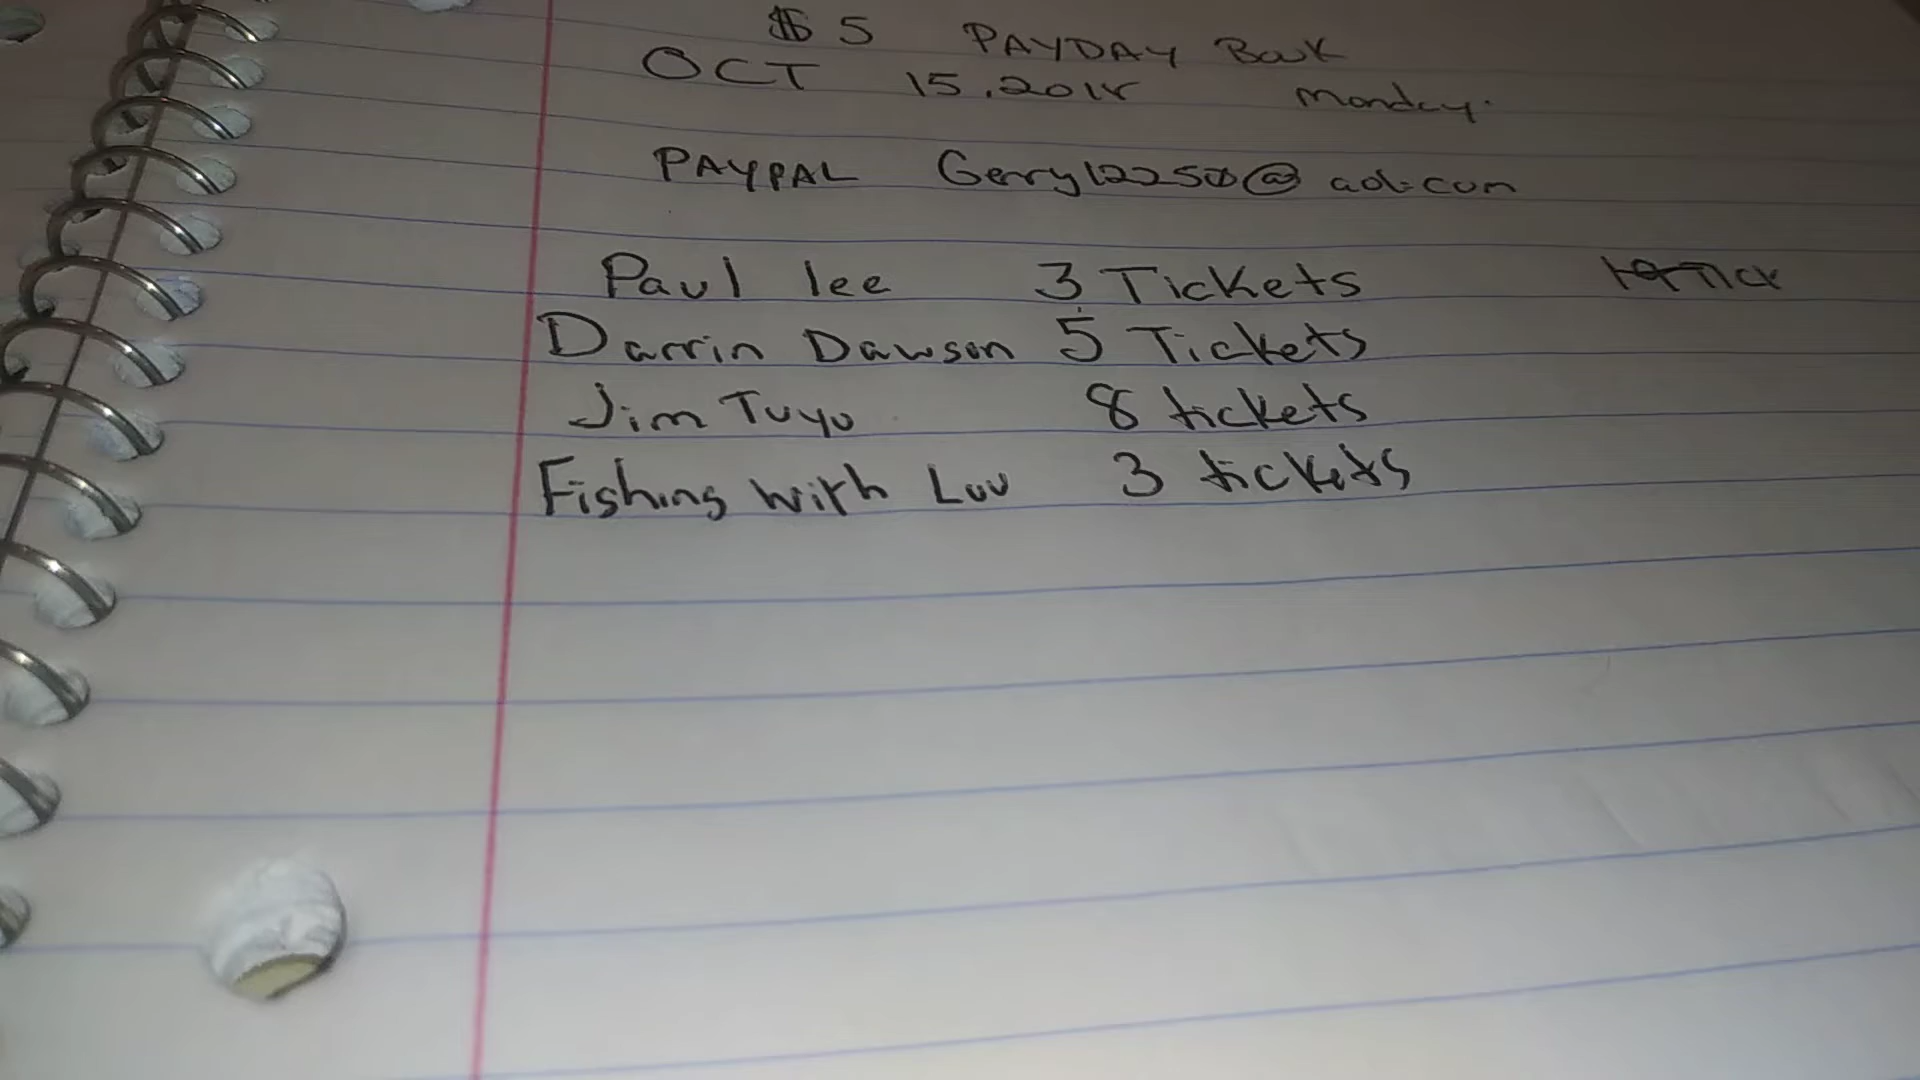 $5 PAYDAY Book
OCT 15.2018 Monday.
PAYPAL Gerry12250@aol.com
Paul lee 3 Tickets
Darrin Dawson 5 Tickets
Jim Tuyu 8 tickets
Fishing with Luv 3 tickets